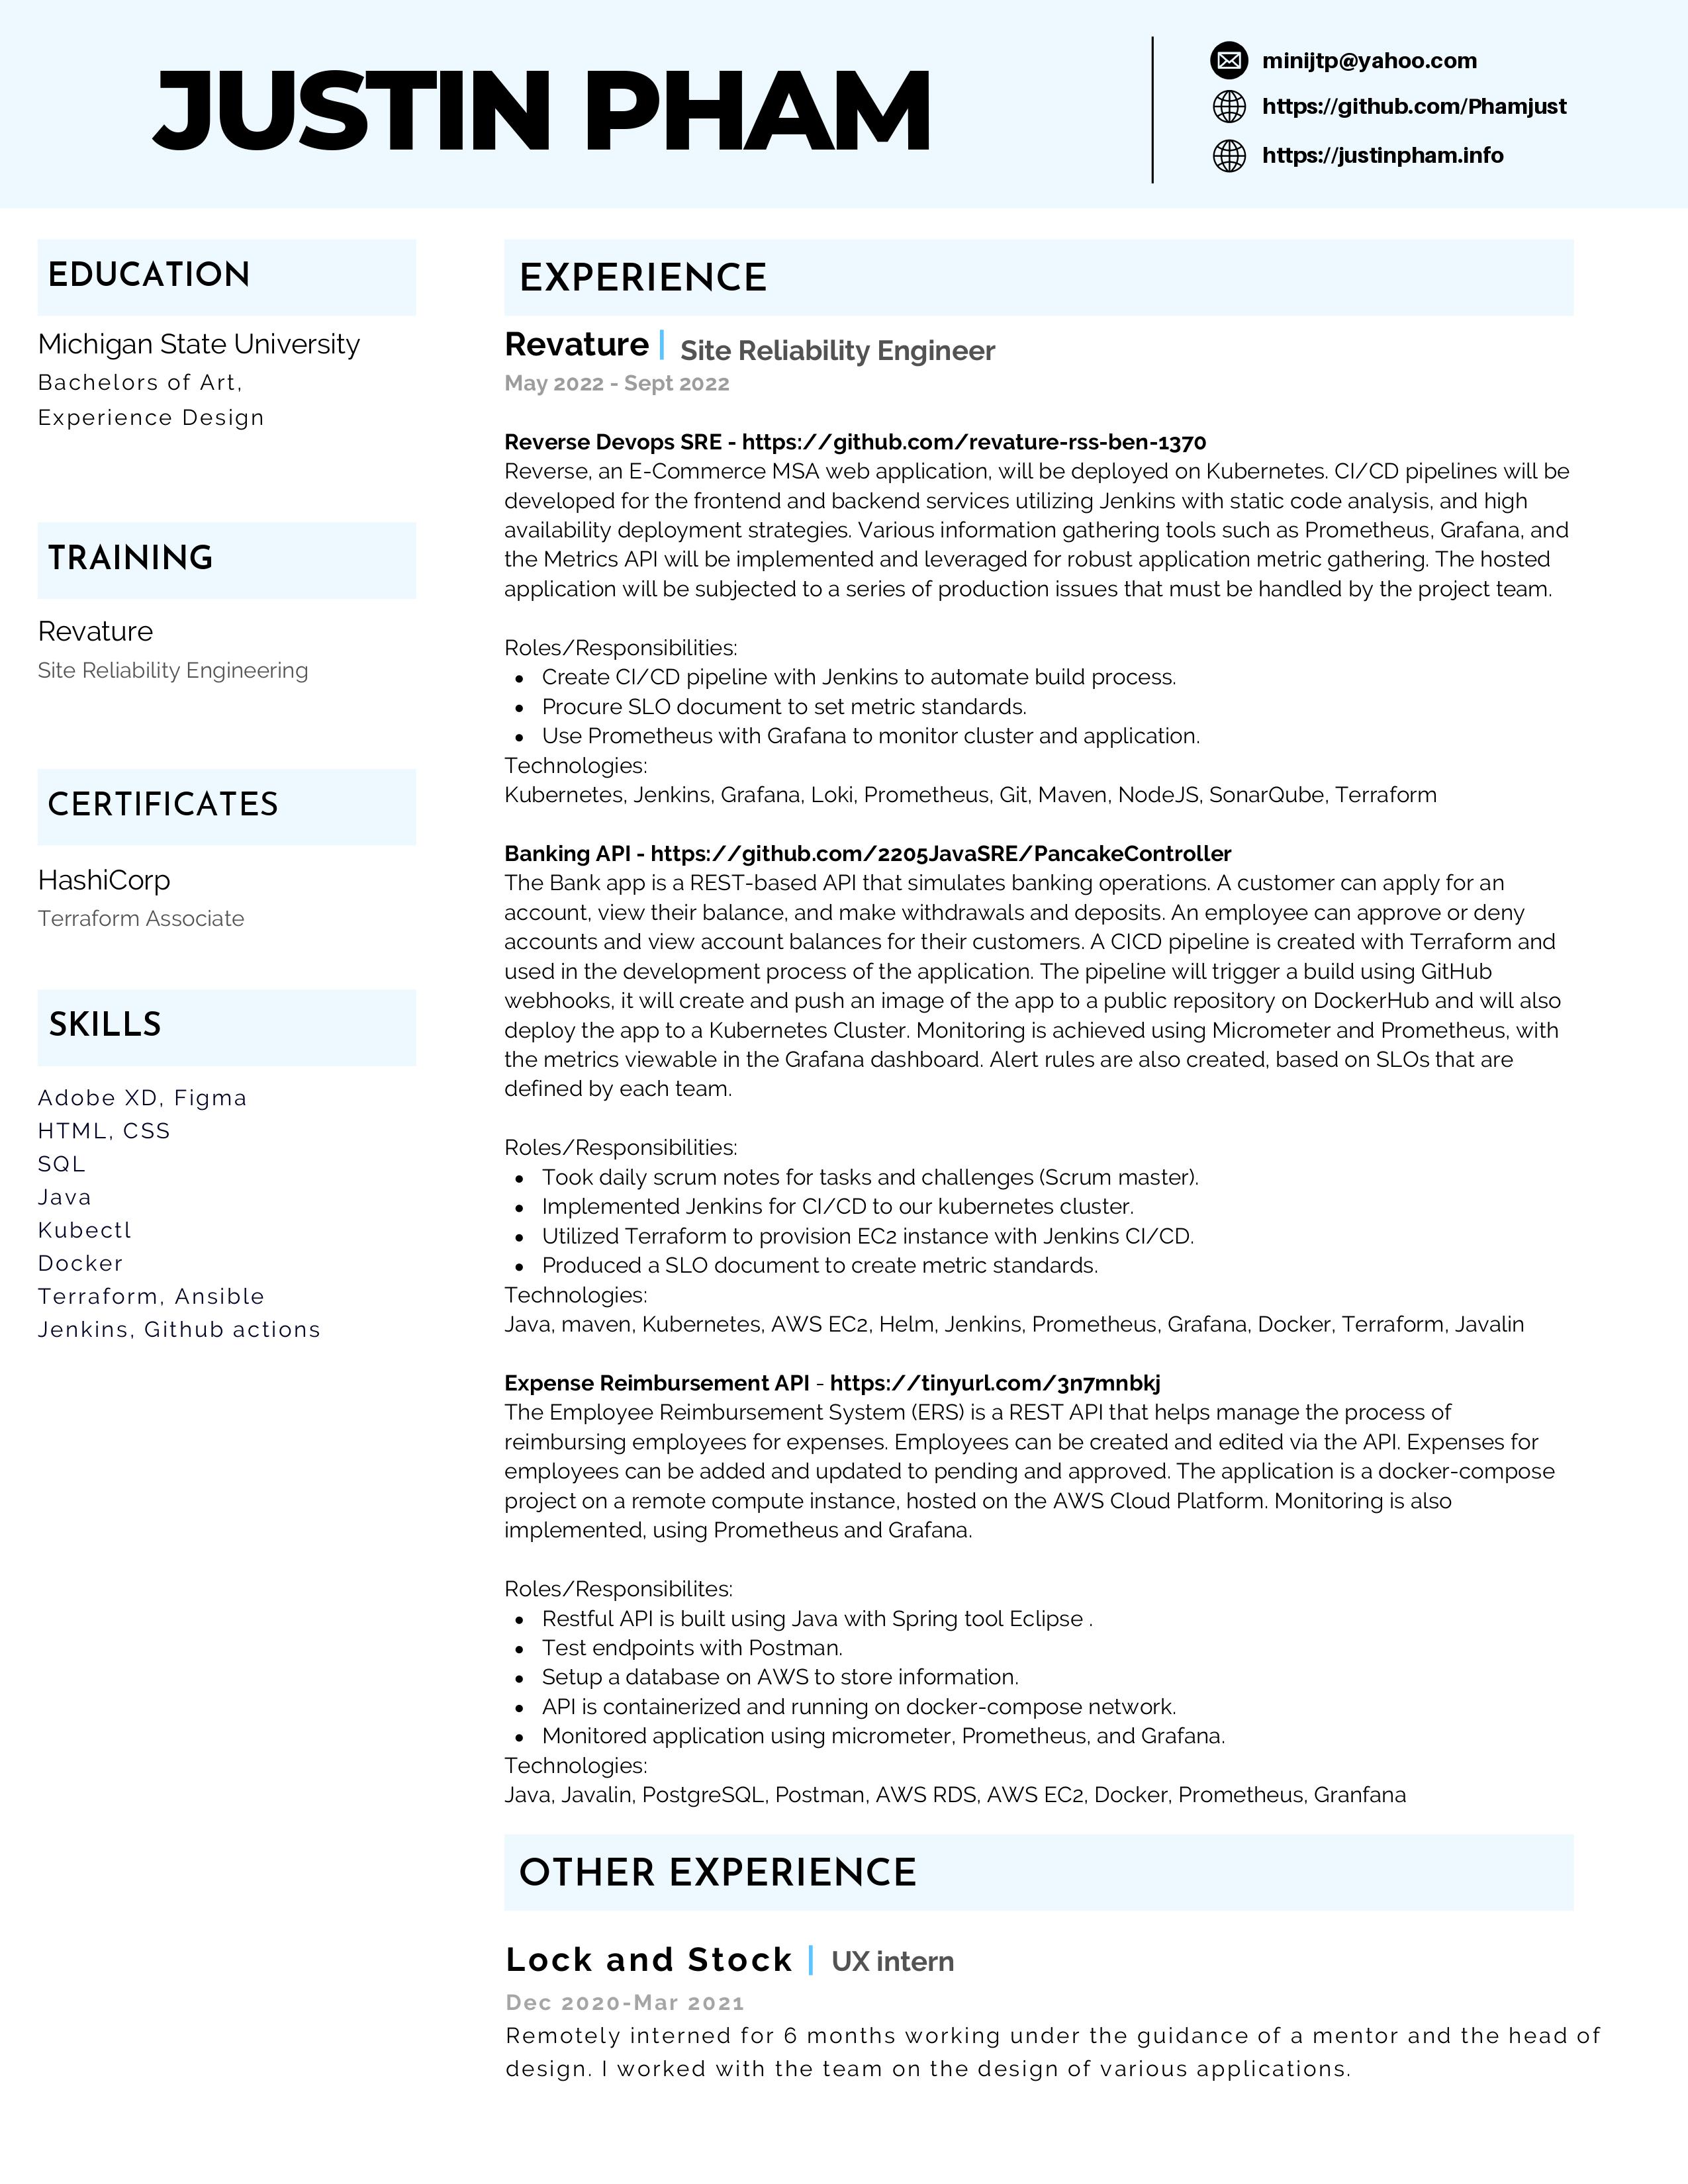 JUSTIN PHAM
minijtp@yahoo.com
https://github.com/Phamjust
https://justinpham.info
EDUCATION
Michigan State University
Bachelors of Art,
Experience Design
TRAINING
Revature
Site Reliability Engineering
CERTIFICATES
HashiCorp
Terraform Associate
SKILLS
Adobe XD, Figma
HTML, CSS
SQL
Java
Kubectl
Docker
Terraform, Ansible
Jenkins, Github actions
EXPERIENCE
Revature | Site Reliability Engineer
May 2022 - Sept 2022
Reverse Devops SRE - https://github.com/revature-rss-ben-1370
Reverse, an E-Commerce MSA web application, will be deployed on Kubernetes. CI/CD pipelines will be
developed for the frontend and backend services utilizing Jenkins with static code analysis, and high
availability deployment strategies. Various information gathering tools such as Prometheus, Grafana, and
the Metrics API will be implemented and leveraged for robust application metric gathering. The hosted
application will be subjected to a series of production issues that must be handled by the project team.
Roles/Responsibilities:
• Create CI/CD pipeline with Jenkins to automate build process.
• Procure SLO document to set metric standards.
• Use Prometheus with Grafana to monitor cluster and application.
Technologies:
Kubernetes, Jenkins, Grafana, Loki, Prometheus, Git, Maven, NodeJS, SonarQube, Terraform
Banking API - https://github.com/2205JavaSRE/PancakeController
The Bank app is a REST-based API that simulates banking operations. A customer can apply for an
account, view their balance, and make withdrawals and deposits. An employee can approve or deny
accounts and view account balances for their customers. A CICD pipeline is created with Terraform and
used in the development process of the application. The pipeline will trigger a build using GitHub
webhooks, it will create and push an image of the app to a public repository on DockerHub and will also
deploy the app to a Kubernetes Cluster. Monitoring is achieved using Micrometer and Prometheus, with
the metrics viewable in the Grafana dashboard. Alert rules are also created, based on SLOs that are
defined by each team.
Roles/Responsibilities:
• Took daily scrum notes for tasks and challenges (Scrum master).
• Implemented Jenkins for CI/CD to our kubernetes cluster.
• Utilized Terraform to provision EC2 instance with Jenkins CI/CD.
• Produced a SLO document to create metric standards.
Technologies:
Java, maven, Kubernetes, AWS EC2, Helm, Jenkins, Prometheus, Grafana, Docker, Terraform, Javalin
Expense Reimbursement API - https://tinyurl.com/3n7mnbkj
The Employee Reimbursement System (ERS) is a REST API that helps manage the process of
reimbursing employees for expenses. Employees can be created and edited via the API. Expenses for
employees can be added and updated to pending and approved. The application is a docker-compose
project on a remote compute instance, hosted on the AWS Cloud Platform. Monitoring is also
implemented, using Prometheus and Grafana.
Roles/Responsibilites:
• Restful API is built using Java with Spring tool Eclipse .
• Test endpoints with Postman.
• Setup a database on AWS to store information.
• API is containerized and running on docker-compose network.
• Monitored application using micrometer, Prometheus, and Grafana.
Technologies:
Java, Javalin, PostgreSQL, Postman, AWS RDS, AWS EC2, Docker, Prometheus, Granfana
OTHER EXPERIENCE
Lock and Stock | UX intern
Dec 2020-Mar 2021
Remotely interned for 6 months working under the guidance of a mentor and the head of
design. I worked with the team on the design of various applications.